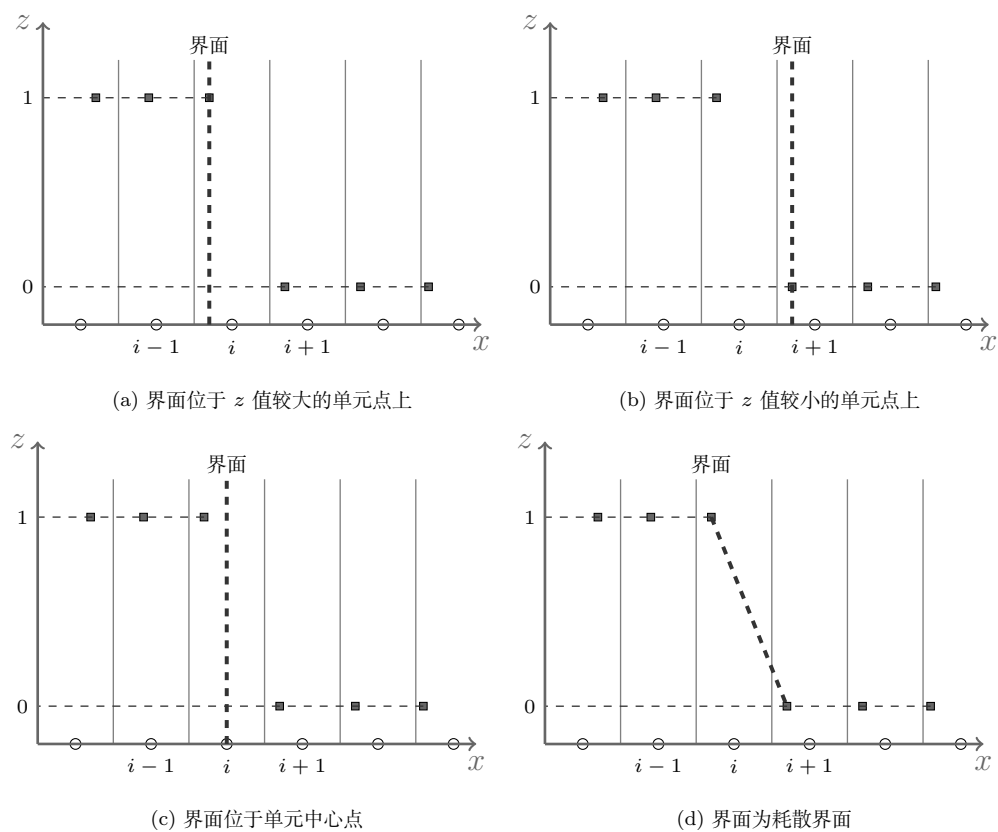 z
界面
1
0
i − 1
i
i + 1
x
(a) 界面位于 z 值较大的单元点上
z
界面
1
0
i − 1
i
i + 1
x
(b) 界面位于 z 值较小的单元点上
z
界面
1
0
i − 1
i
i + 1
x
(c) 界面位于单元中心点
z
界面
1
0
i − 1
i
i + 1
x
(d) 界面为耗散界面